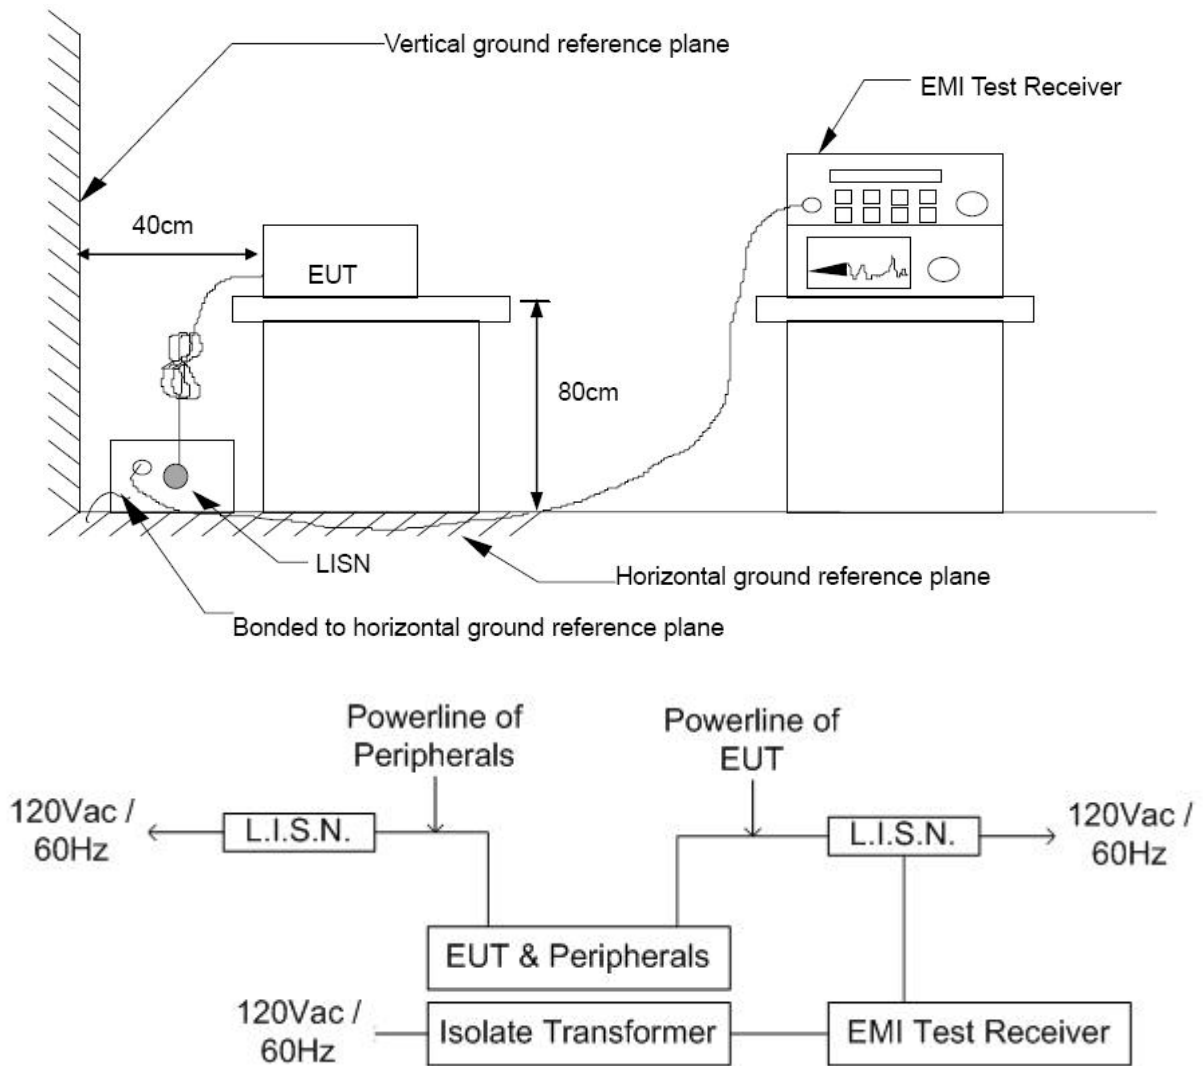 Vertical ground reference plane
EMI Test Receiver
40cm
EUT
80cm
LISN
Horizontal ground reference plane
Bonded to horizontal ground reference plane
Powerline of
Peripherals
Powerline of
EUT
120Vac /
60Hz
L.I.S.N.
L.I.S.N.
120Vac /
60Hz
EUT & Peripherals
120Vac /
60Hz
Isolate Transformer
EMI Test Receiver